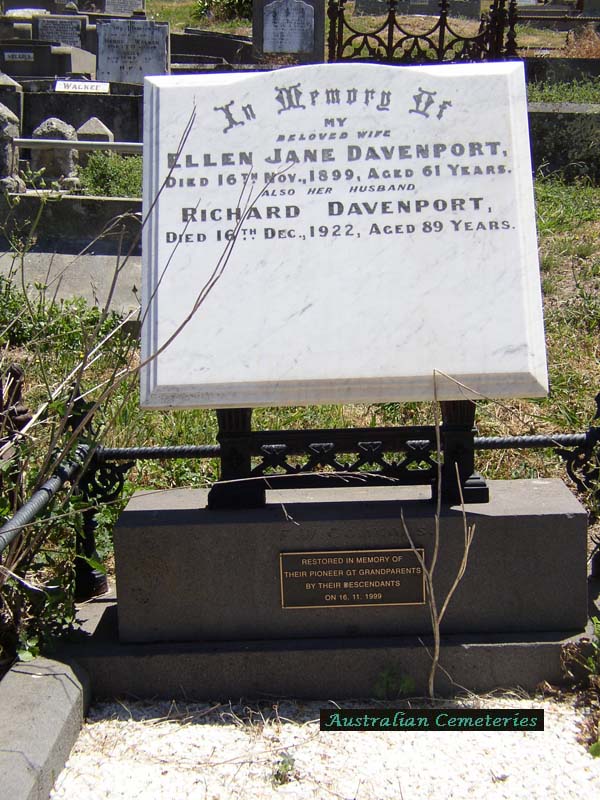 WALKER
In Memory Of
MY
BELOVED WIFE
ELLEN JANE DAVENPORT,
DIED 16TH NOV., 1899, AGED 61 YEARS.
ALSO HER HUSBAND
RICHARD DAVENPORT,
DIED 16TH DEC., 1922, AGED 89 YEARS.
RESTORED IN MEMORY OF
THEIR PIONEER GT GRANDPARENTS
BY THEIR DESCENDANTS
ON 16. 11. 1999
Australian Cemeteries